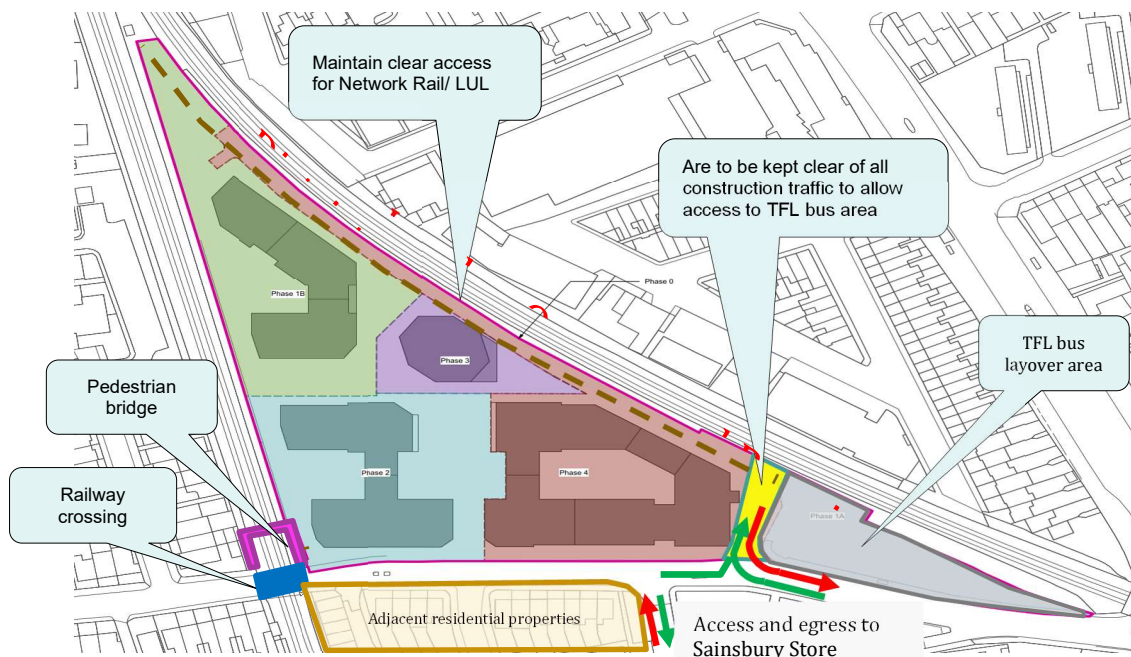 Maintain clear access
for Network Rail/ LUL
Are to be kept clear of all
construction traffic to allow
access to TFL bus area
Phase 0
Phase 1B
TFL bus
layover area
Phase 3
Pedestrian
bridge
Phase 2
Phase 4
Railway
crossing
Phase 1A
Adjacent residential properties
Access and egress to
Sainsbury Store